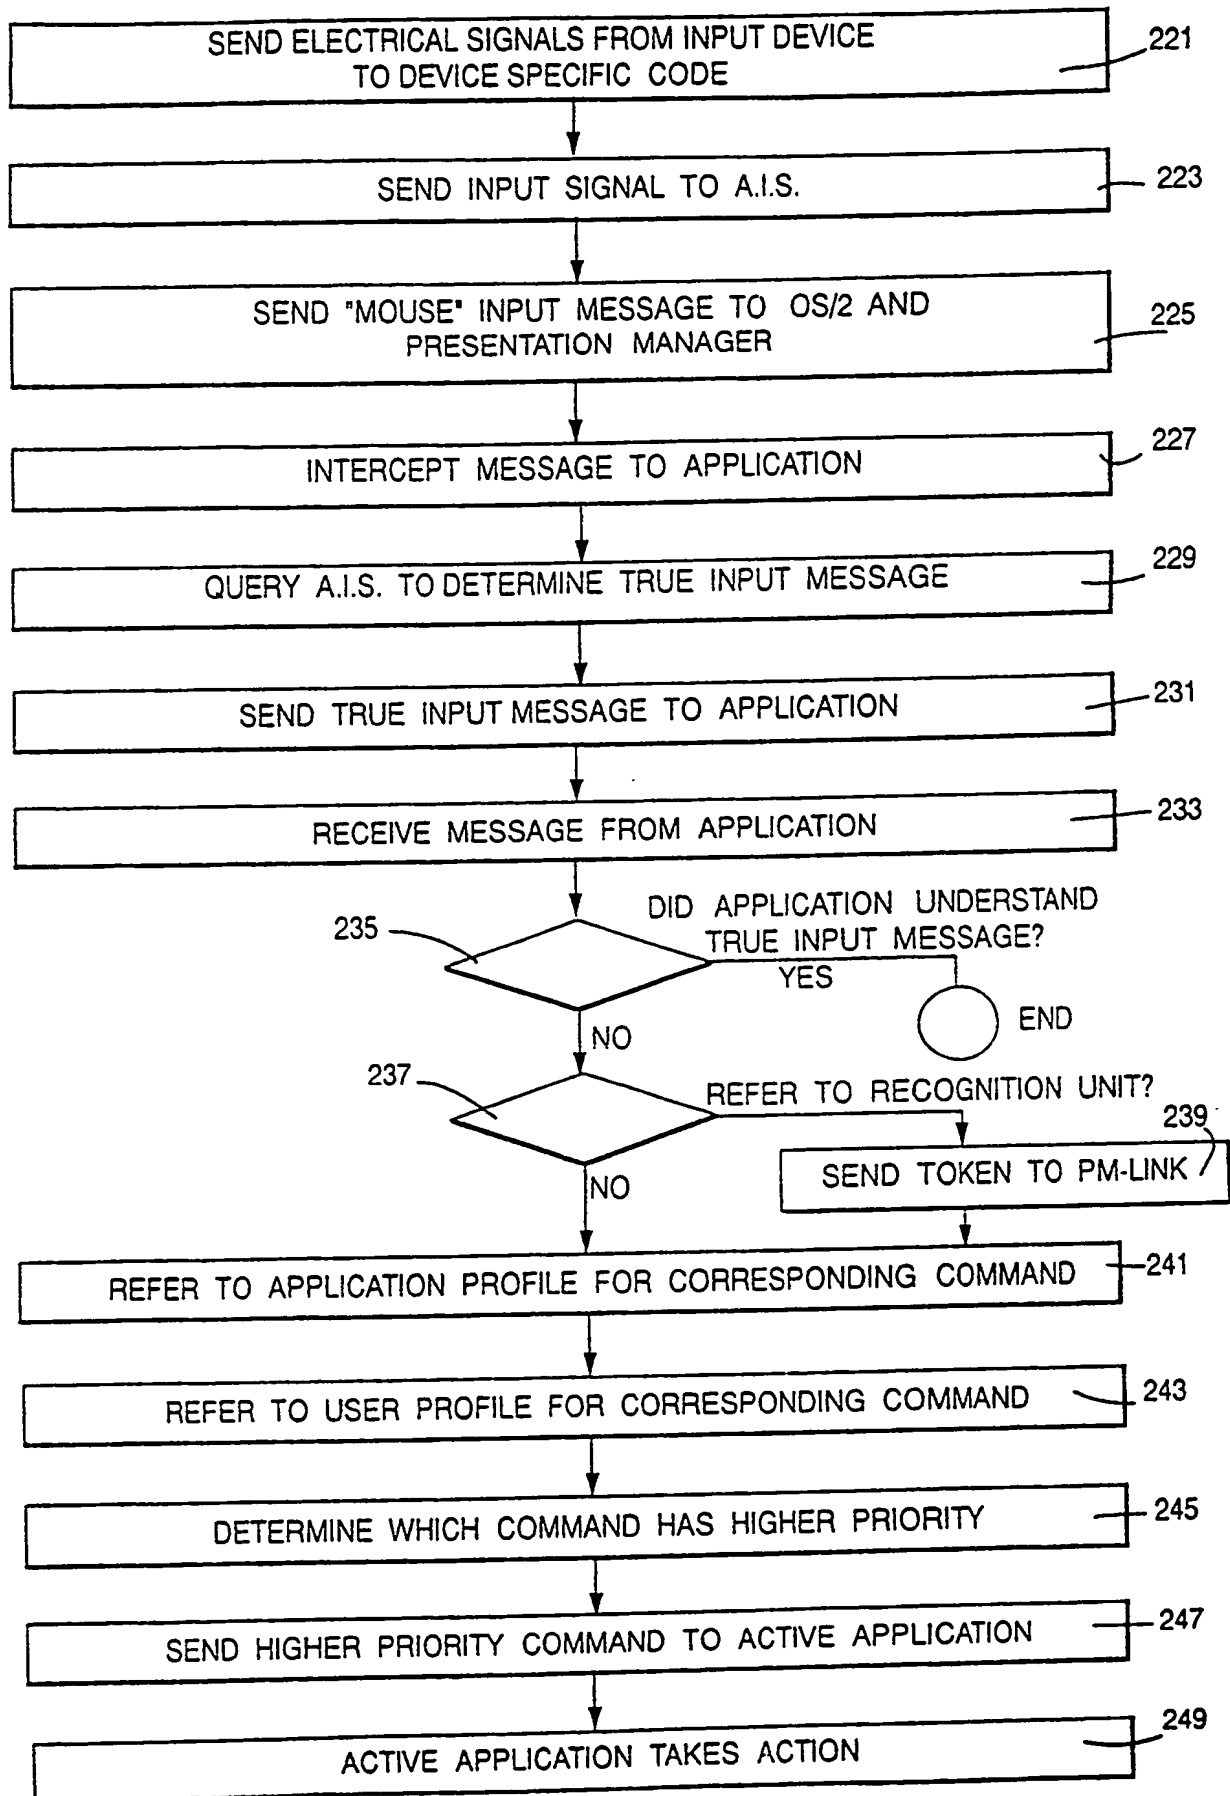 SEND ELECTRICAL SIGNALS FROM INPUT DEVICE
TO DEVICE SPECIFIC CODE
221
SEND INPUT SIGNAL TO A.I.S.
223
SEND "MOUSE" INPUT MESSAGE TO OS/2 AND
PRESENTATION MANAGER
225
INTERCEPT MESSAGE TO APPLICATION
227
QUERY A.I.S. TO DETERMINE TRUE INPUT MESSAGE
229
SEND TRUE INPUT MESSAGE TO APPLICATION
231
RECEIVE MESSAGE FROM APPLICATION
233
DID APPLICATION UNDERSTAND
TRUE INPUT MESSAGE?
235
YES
END
NO
237
REFER TO RECOGNITION UNIT?
239
SEND TOKEN TO PM-LINK
NO
REFER TO APPLICATION PROFILE FOR CORRESPONDING COMMAND
241
REFER TO USER PROFILE FOR CORRESPONDING COMMAND
243
DETERMINE WHICH COMMAND HAS HIGHER PRIORITY
245
SEND HIGHER PRIORITY COMMAND TO ACTIVE APPLICATION
247
ACTIVE APPLICATION TAKES ACTION
249